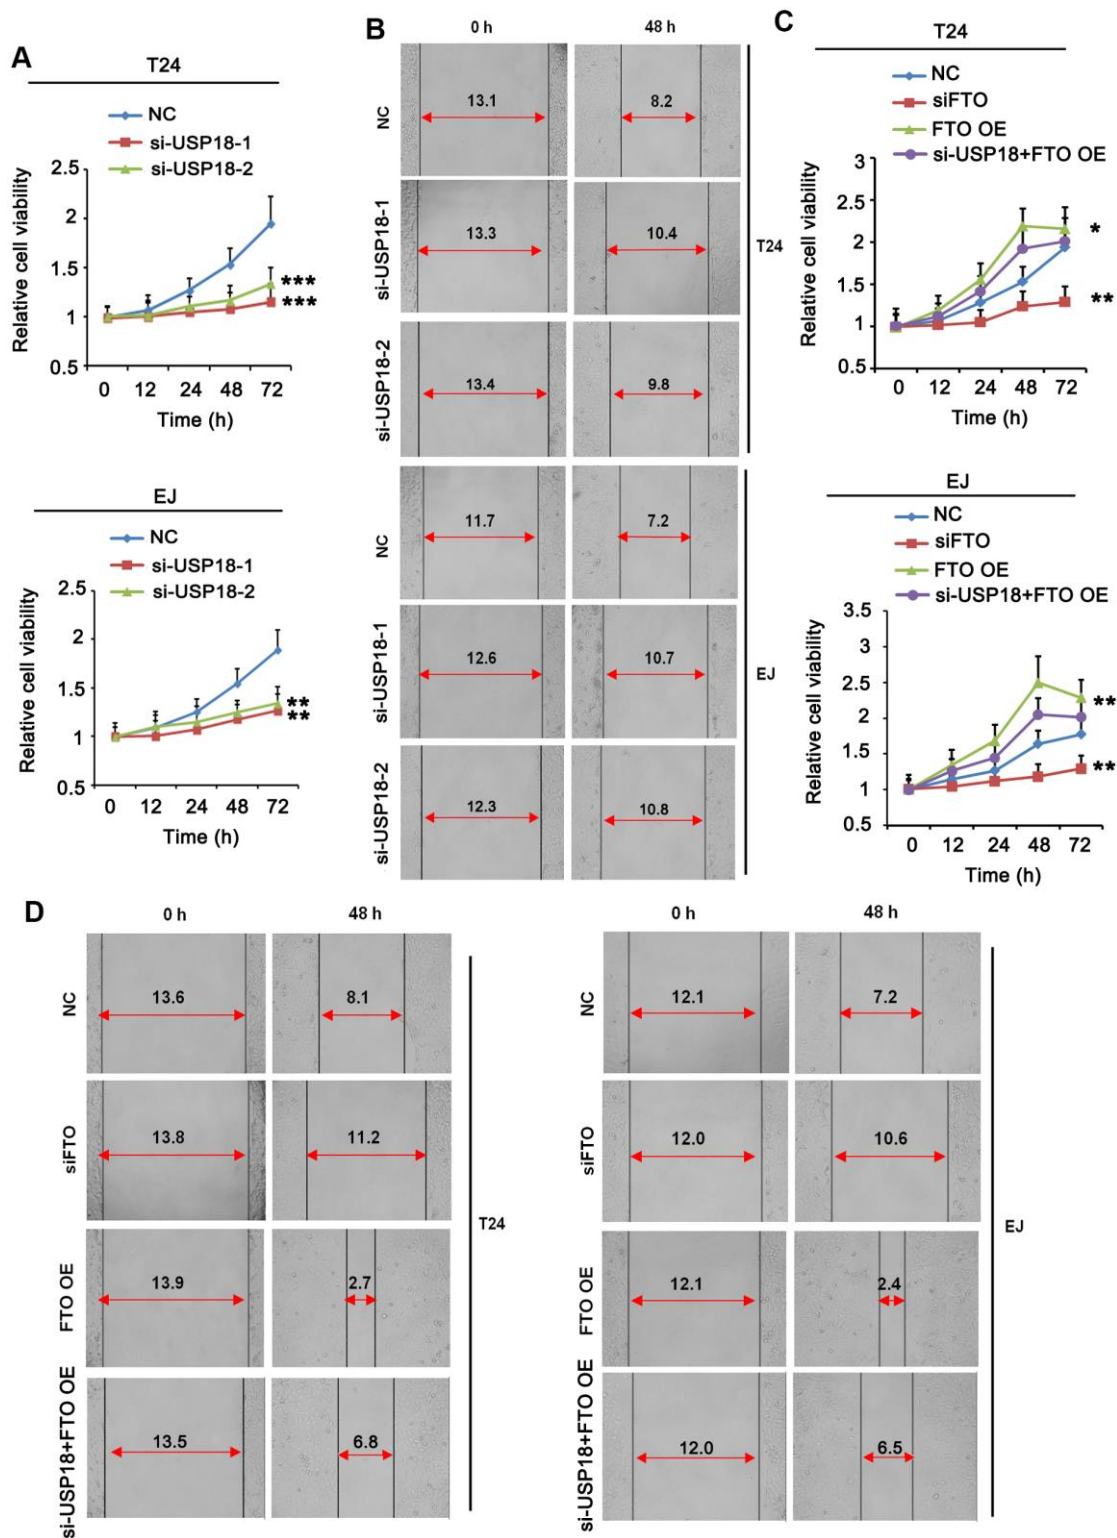 A
T24
NC
si-USP18-1
si-USP18-2
Relative cell viability
2.5
2
1.5
1
0.5
***
***
0 12 24 48 72
Time (h)
EJ
NC
si-USP18-1
si-USP18-2
Relative cell viability
2.5
2
1.5
1
0.5
**
**
0 12 24 48 72
Time (h)
B
0 h 48 h
NC 13.1 8.2
si-USP18-1 13.3 10.4
si-USP18-2 13.4 9.8
T24
NC 11.7 7.2
si-USP18-1 12.6 10.7
si-USP18-2 12.3 10.8
EJ
C
T24
NC
siFTO
FTO OE
si-USP18+FTO OE
Relative cell viability
3
2.5
2
1.5
1
0.5
*
**
0 12 24 48 72
Time (h)
EJ
NC
siFTO
FTO OE
si-USP18+FTO OE
Relative cell viability
3.5
3
2.5
2
1.5
1
0.5
**
**
0 12 24 48 72
Time (h)
D
0 h 48 h
NC 13.6 8.1
siFTO 13.8 11.2
FTO OE 13.9 2.7
si-USP18+FTO OE 13.5 6.8
T24
0 h 48 h
NC 12.1 7.2
siFTO 12.0 10.6
FTO OE 12.1 2.4
si-USP18+FTO OE 12.0 6.5
EJ